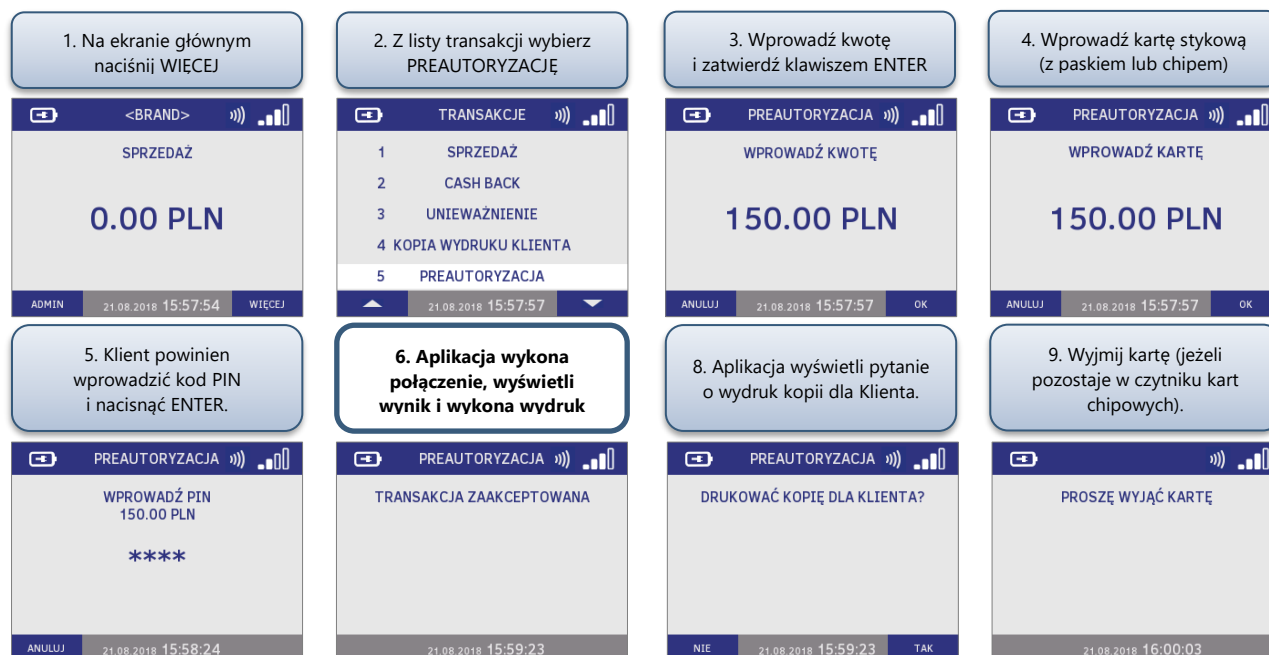 1. Na ekranie głównym
naciśnij WIĘCEJ
2. Z listy transakcji wybierz
PREAUTORYZACJĘ
3. Wprowadź kwotę
i zatwierdź klawiszem ENTER
4. Wprowadź kartę stykową
(z paskiem lub chipem)
<BRAND>
SPRZEDAŻ
0.00 PLN
ADMIN 21.08.2018 15:57:54 WIĘCEJ
TRANSAKCJE
1 SPRZEDAŻ
2 CASH BACK
3 UNIEWAŻNIENIE
4 KOPIA WYDRUKU KLIENTA
5 PREAUTORYZACJA
21.08.2018 15:57:57
PREAUTORYZACJA
WPROWADŹ KWOTĘ
150.00 PLN
ANULUJ 21.08.2018 15:57:57 OK
PREAUTORYZACJA
WPROWADŹ KARTĘ
150.00 PLN
ANULUJ 21.08.2018 15:57:57 OK
5. Klient powinien
wprowadzić kod PIN
i nacisnąć ENTER.
6. Aplikacja wykona
połączenie, wyświetli
wynik i wykona wydruk
8. Aplikacja wyświetli pytanie
o wydruk kopii dla Klienta.
9. Wyjmij kartę (jeżeli
pozostaje w czytniku kart
chipowych).
PREAUTORYZACJA
WPROWADŹ PIN
150.00 PLN
****
ANULUJ 21.08.2018 15:58:24
PREAUTORYZACJA
TRANSAKCJA ZAAKCEPTOWANA
21.08.2018 15:59:23
PREAUTORYZACJA
DRUKOWAĆ KOPIĘ DLA KLIENTA?
NIE 21.08.2018 15:59:23 TAK
PROSZĘ WYJĄĆ KARTĘ
21.08.2018 16:00:03